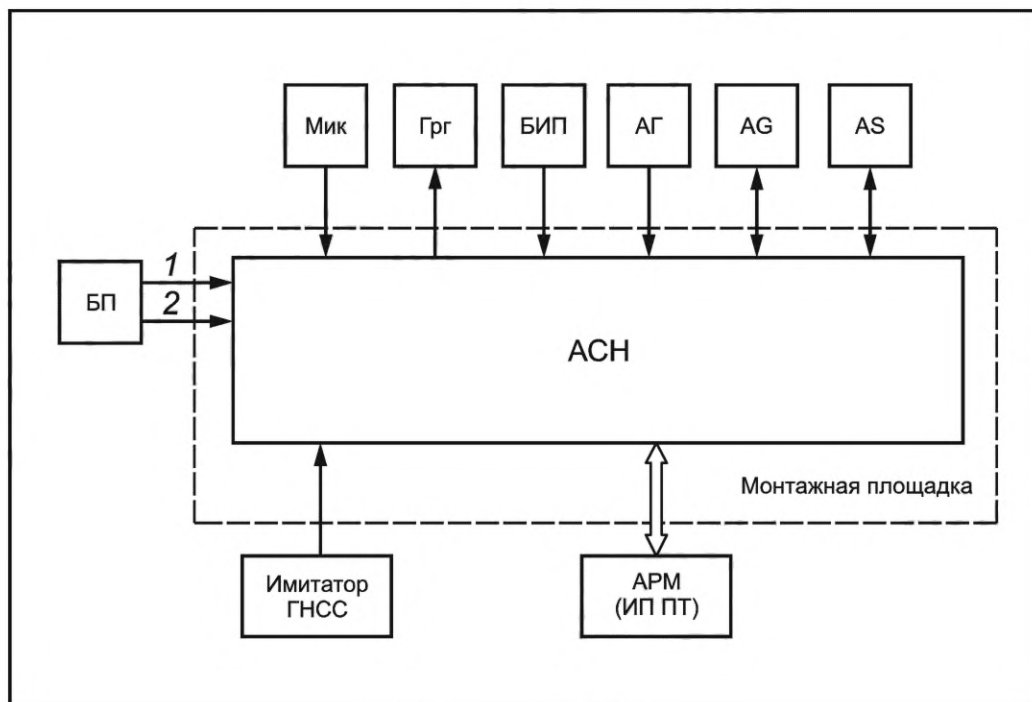 Мик
Грг
БИП
АГ
AG
AS
БП
1
2
АСН
Монтажная площадка
Имитатор
ГНСС
АРМ
(ИП ПТ)